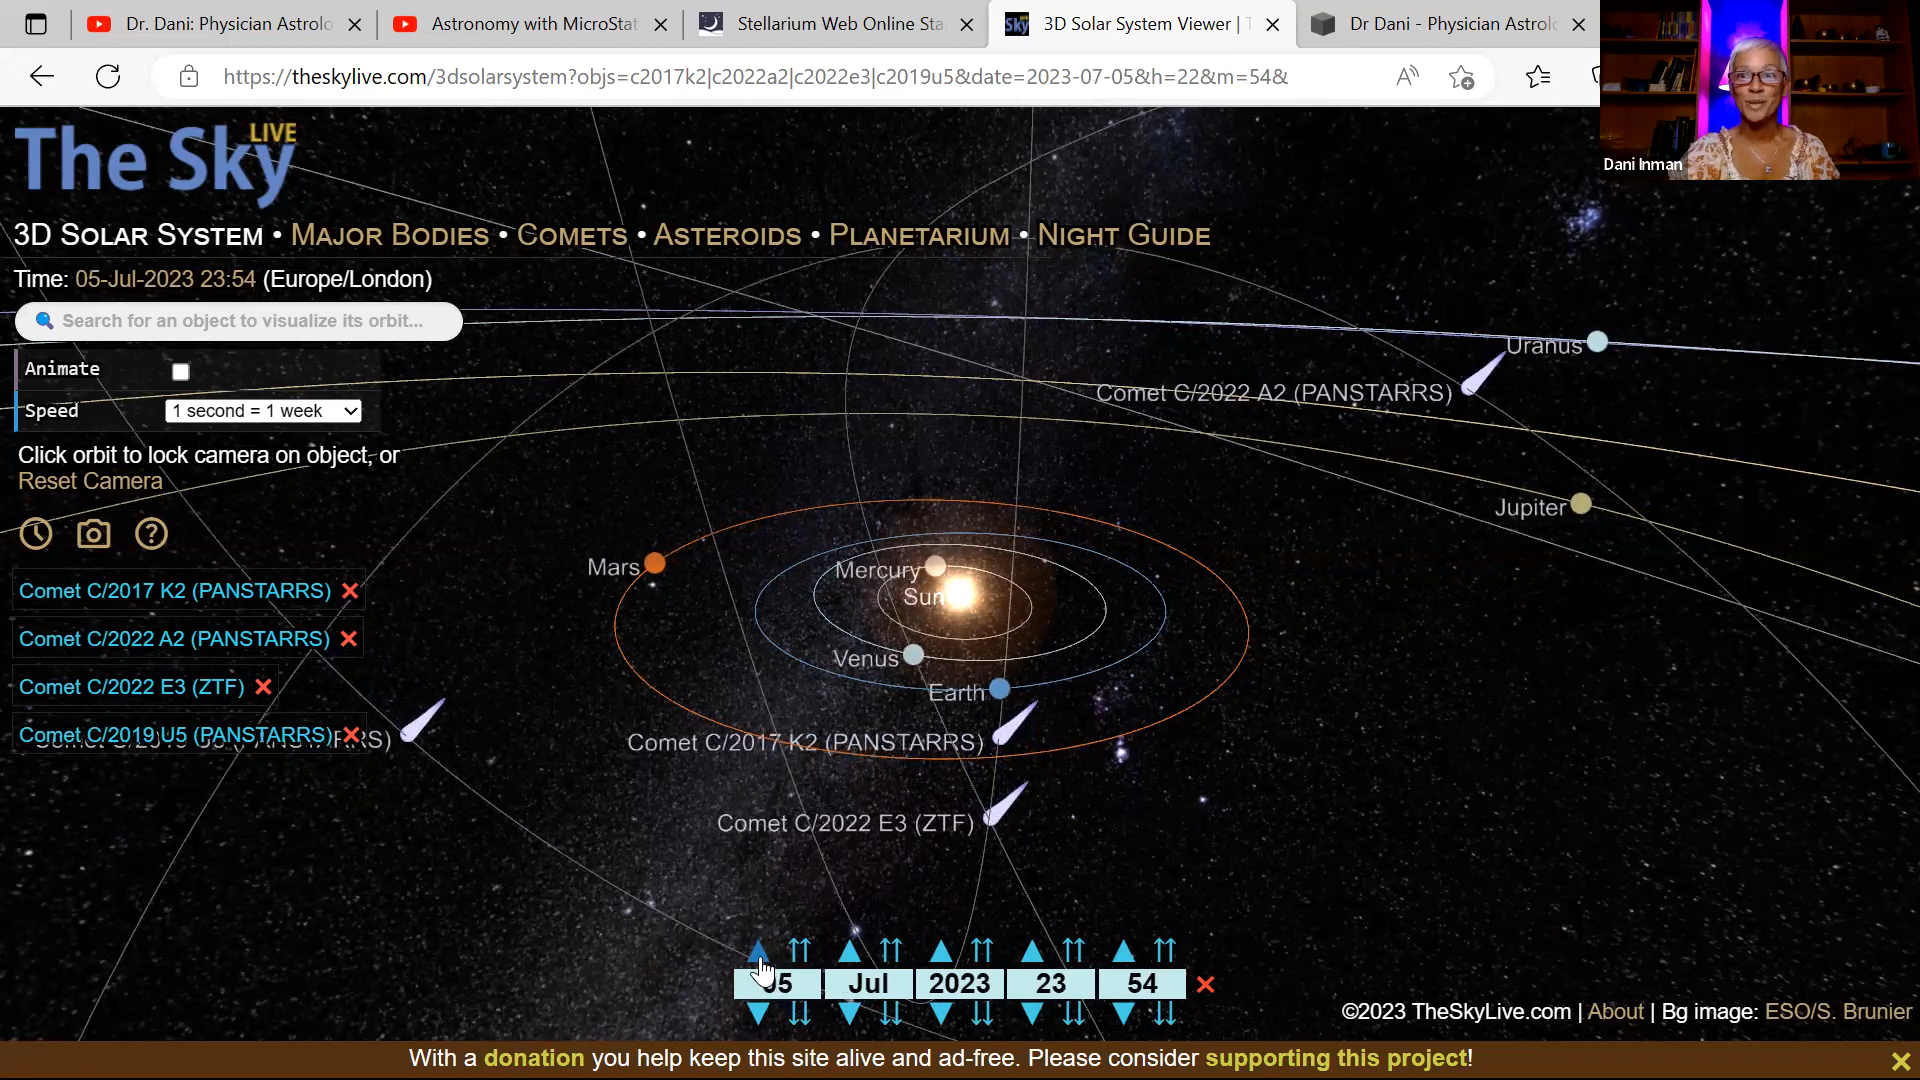 Dr. Dani: Physician Astrolo
Astronomy with MicroStat
Stellarium Web Online Sta
3D Solar System Viewer | T
Dr Dani - Physician Astrolo
https://theskylive.com/3dsolarsystem?objs=c2017k2|c2022a2|c2022e3|c2019u5&date=2023-07-05&h=22&m=54&
Dani Inman
The Sky LIVE
3D SOLAR SYSTEM • MAJOR BODIES • COMETS • ASTEROIDS • PLANETARIUM • NIGHT GUIDE
Time: 05-Jul-2023 23:54 (Europe/London)
Search for an object to visualize its orbit...
Animate
Speed
1 second = 1 week
Click orbit to lock camera on object, or
Reset Camera
Uranus
Comet C/2022 A2 (PANSTARRS)
Jupiter
Mars
Mercury
Sun
Venus
Earth
Comet C/2017 K2 (PANSTARRS)
Comet C/2022 E3 (ZTF)
Comet C/2017 K2 (PANSTARRS)
Comet C/2022 A2 (PANSTARRS)
Comet C/2022 E3 (ZTF)
Comet C/2019 U5 (PANSTARRS)
05 Jul 2023 23 54
©2023 TheSkyLive.com | About | Bg image: ESO/S. Brunier
With a donation you help keep this site alive and ad-free. Please consider supporting this project!